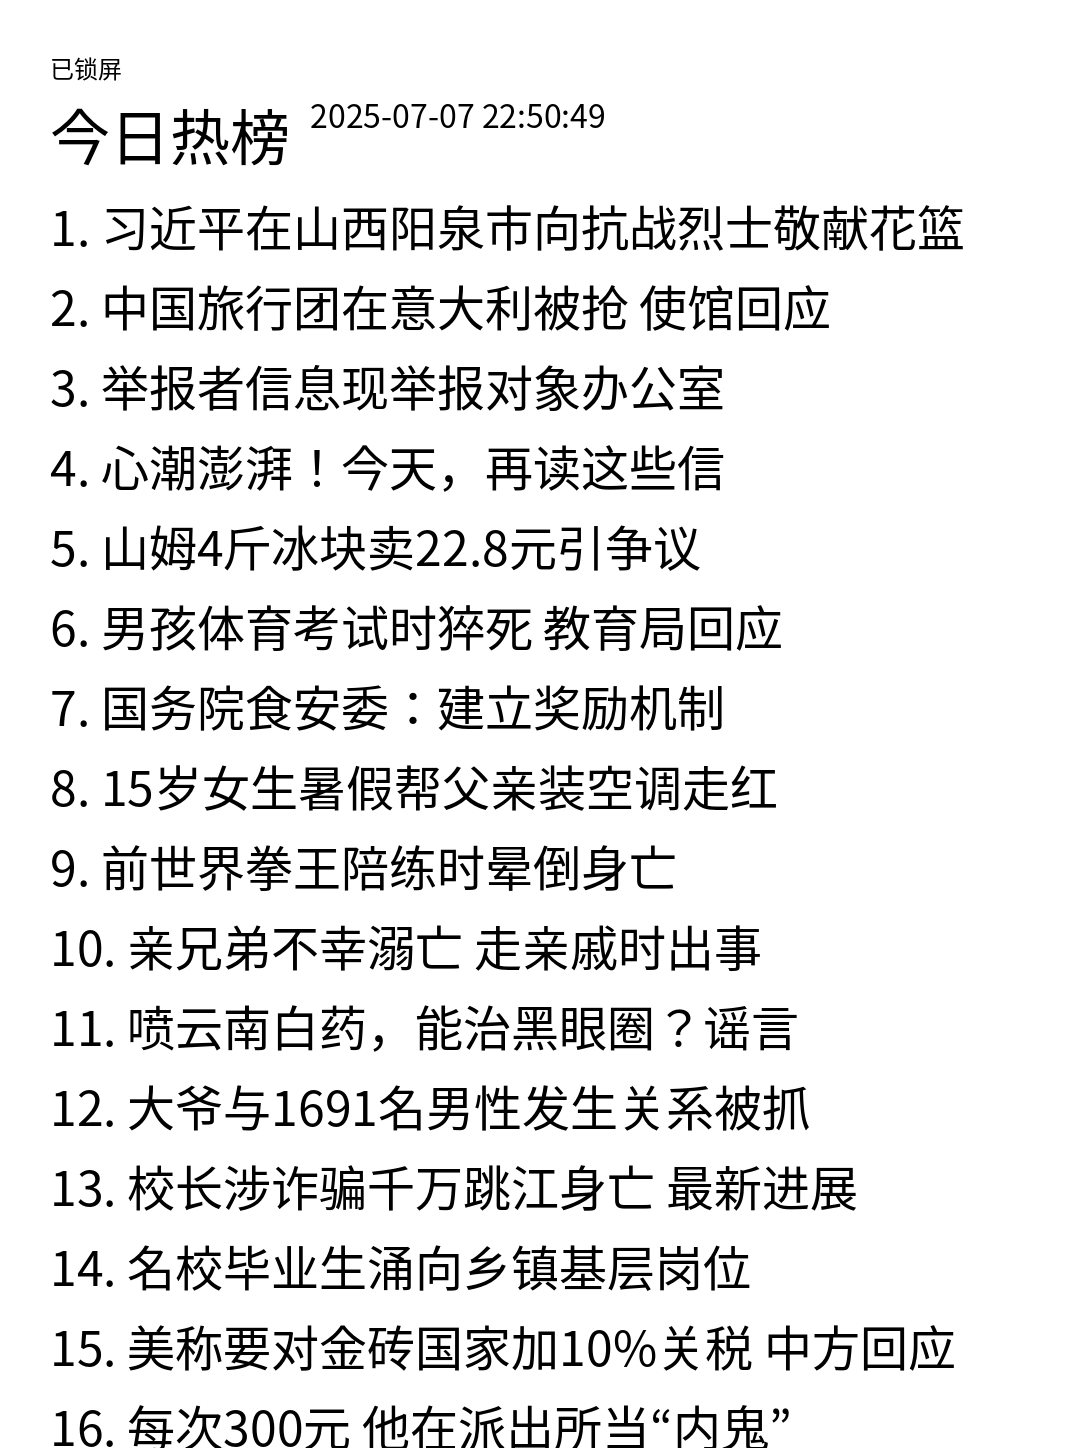 已锁屏
今日热榜 2025-07-07 22:50:49
1. 习近平在山西阳泉市向抗战烈士敬献花篮
2. 中国旅行团在意大利被抢 使馆回应
3. 举报者信息现举报对象办公室
4. 心潮澎湃！今天，再读这些信
5. 山姆4斤冰块卖22.8元引争议
6. 男孩体育考试时猝死 教育局回应
7. 国务院食安委：建立奖励机制
8. 15岁女生暑假帮父亲装空调走红
9. 前世界拳王陪练时晕倒身亡
10. 亲兄弟不幸溺亡 走亲戚时出事
11. 喷云南白药，能治黑眼圈？谣言
12. 大爷与1691名男性发生关系被抓
13. 校长涉诈骗千万跳江身亡 最新进展
14. 名校毕业生涌向乡镇基层岗位
15. 美称要对金砖国家加10%关税 中方回应
16. 每次300元 他在派出所当“内鬼”